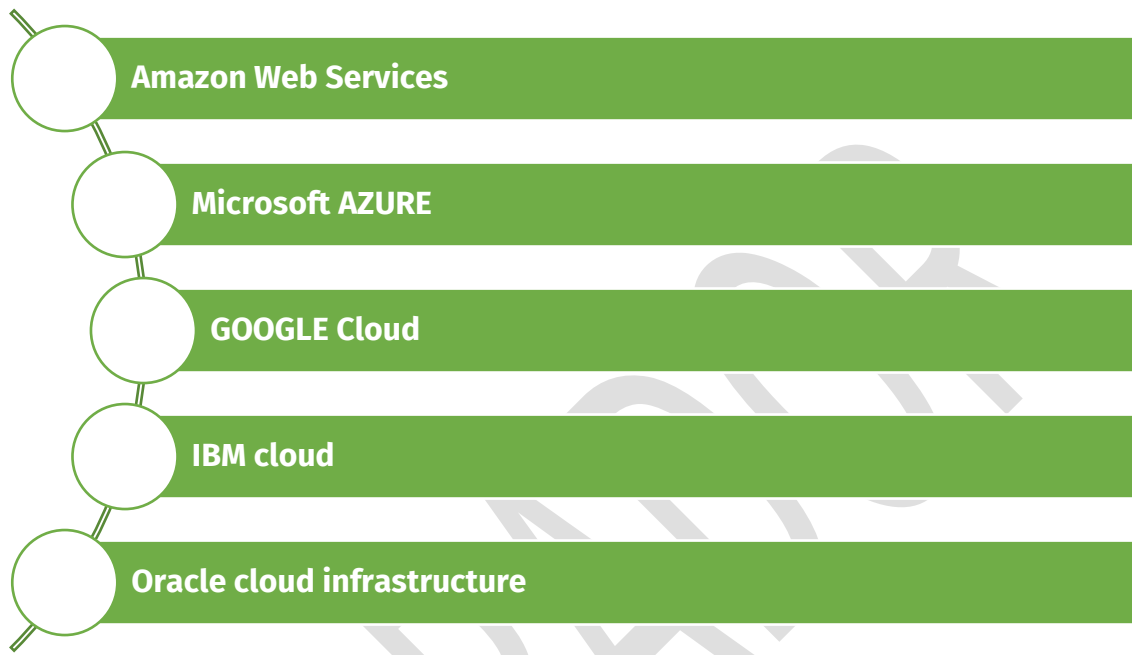 Amazon Web Services
Microsoft AZURE
GOOGLE Cloud
IBM cloud
Oracle cloud infrastructure